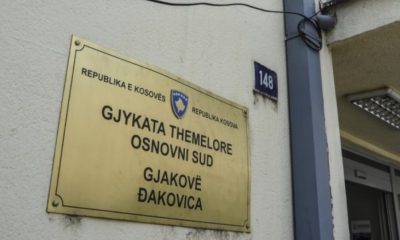 REPUBLIKA E KOSOVËS
REPUBLIKA KOSOVA
GJYKATA THEMELORE
OSNOVNI SUD
GJAKOVË
ĐAKOVICA
148